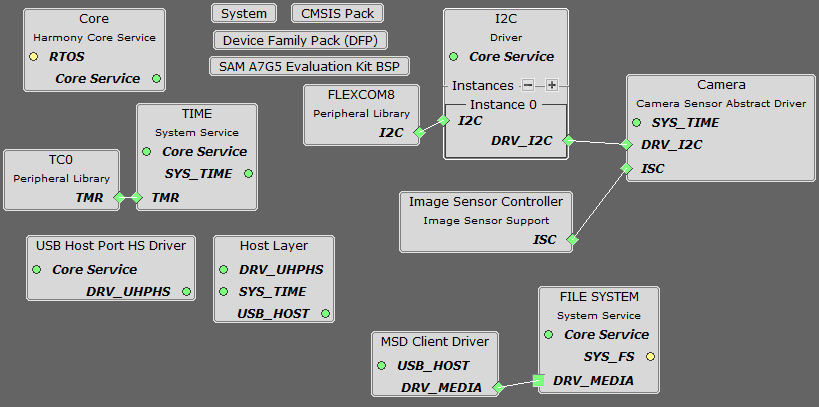 Core
Harmony Core Service
RTOS
Core Service
System
CMSIS Pack
Device Family Pack (DFP)
SAM A7G5 Evaluation Kit BSP
I2C
Driver
Core Service
Instances
Instance 0
I2C
DRV_I2C
FLEXCOM8
Peripheral Library
I2C
Camera
Camera Sensor Abstract Driver
SYS_TIME
DRV_I2C
ISC
TIME
System Service
Core Service
SYS_TIME
TMR
TC0
Peripheral Library
TMR
Image Sensor Controller
Image Sensor Support
ISC
USB Host Port HS Driver
Core Service
DRV_UHPHS
Host Layer
DRV_UHPHS
SYS_TIME
USB_HOST
FILE SYSTEM
System Service
Core Service
SYS_FS
DRV_MEDIA
MSD Client Driver
USB_HOST
DRV_MEDIA